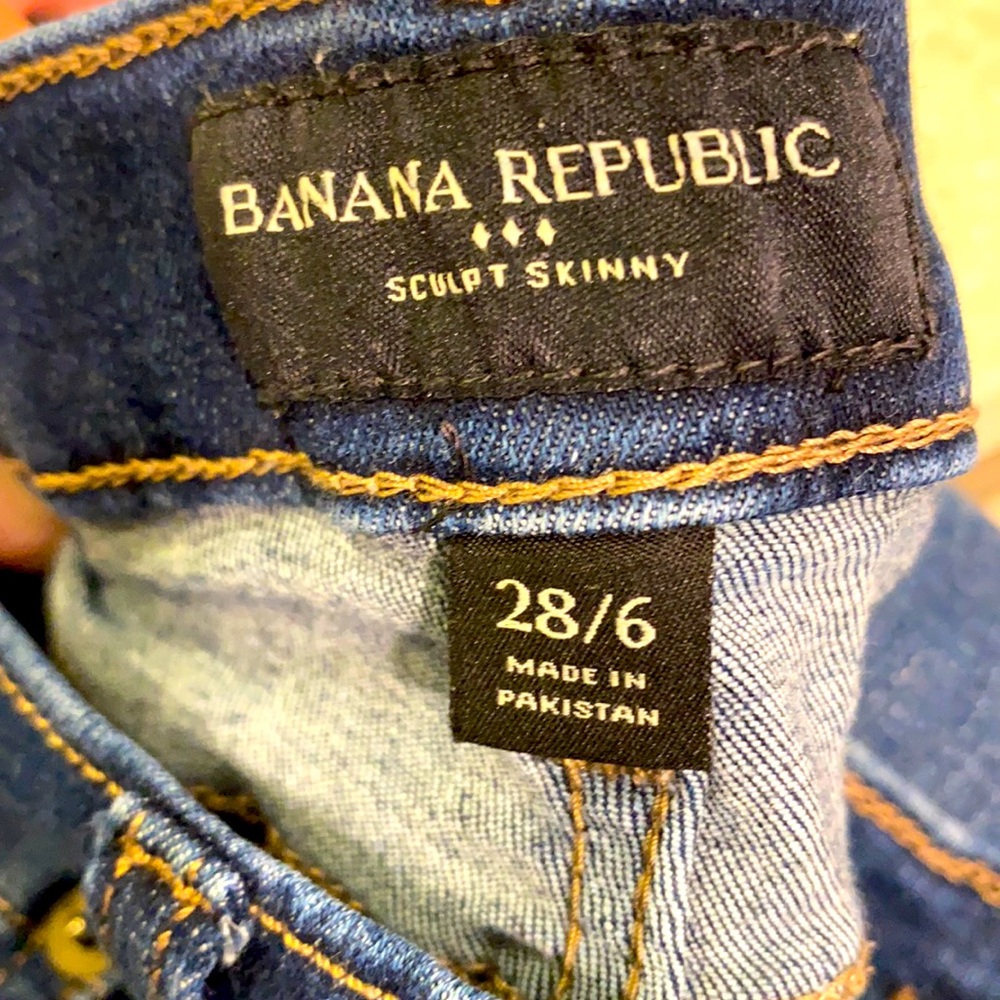 BANANA REPUBLIC
SCULPT SKINNY
28/6
MADE IN
PAKISTAN